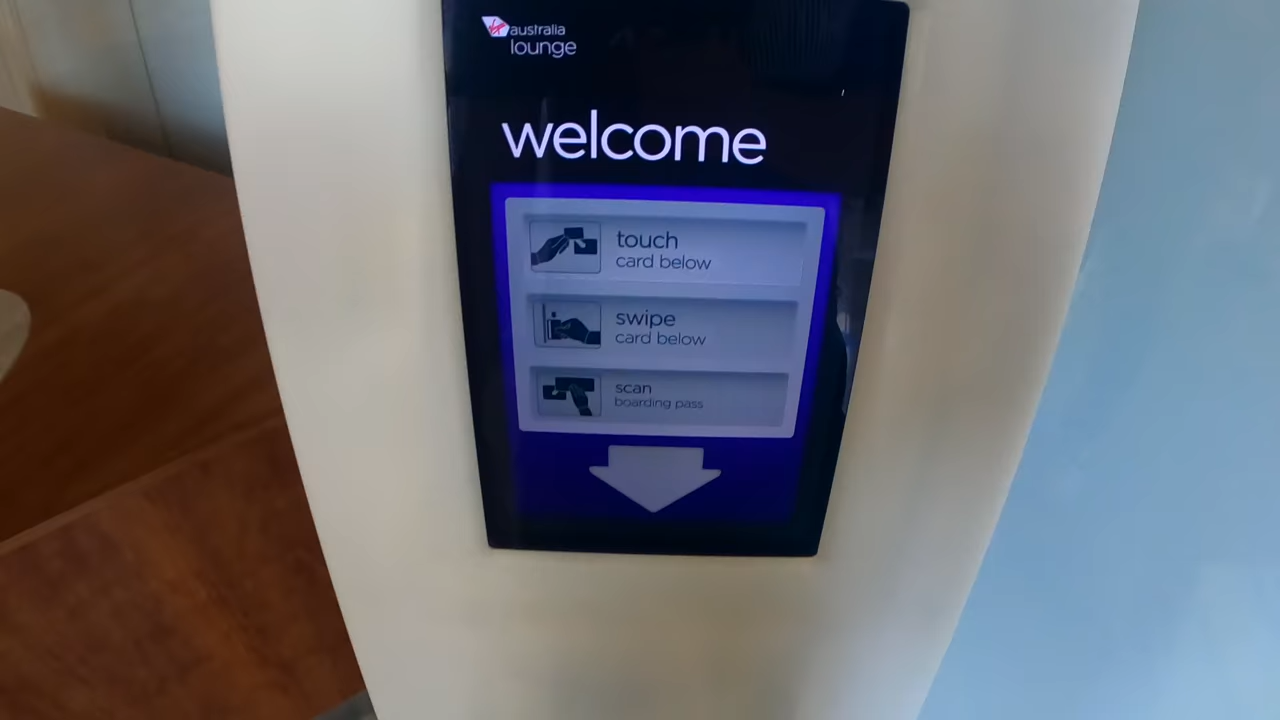 australia
lounge
welcome
touch
card below
swipe
card below
scan
boarding pass